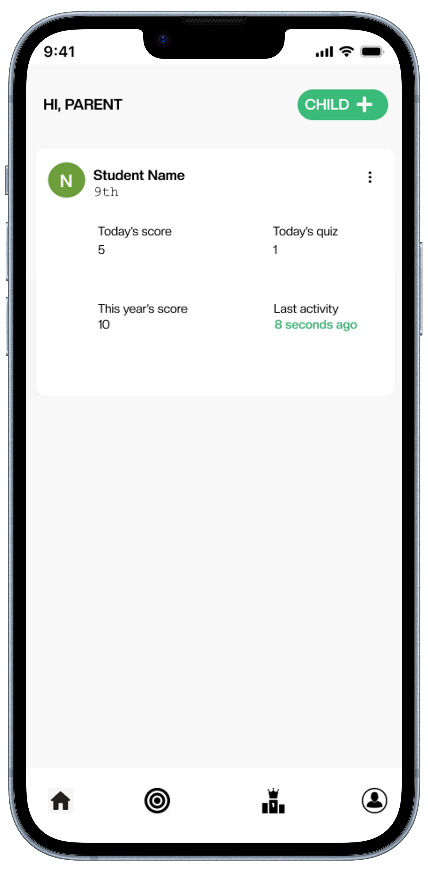 9:41
HI, PARENT
CHILD +
N
Student Name
9th
Today's score
Today's quiz
5
1
This year's score
Last activity
10
8 seconds ago
1